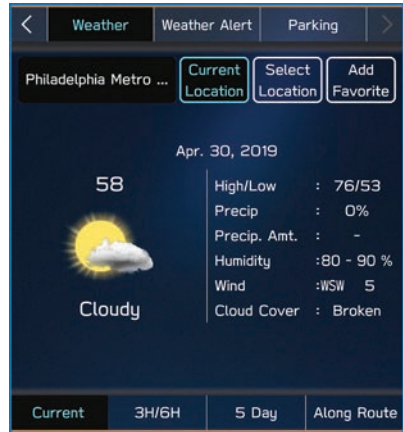 < Weather Weather Alert Parking >
Philadelphia Metro ... Current Location Select Location Add Favorite
Apr. 30, 2019
58
Cloudy
High/Low : 76/53
Precip : 0%
Precip. Amt. : -
Humidity :80 - 90 %
Wind :WSW 5
Cloud Cover : Broken
Current 3H/6H 5 Day Along Route